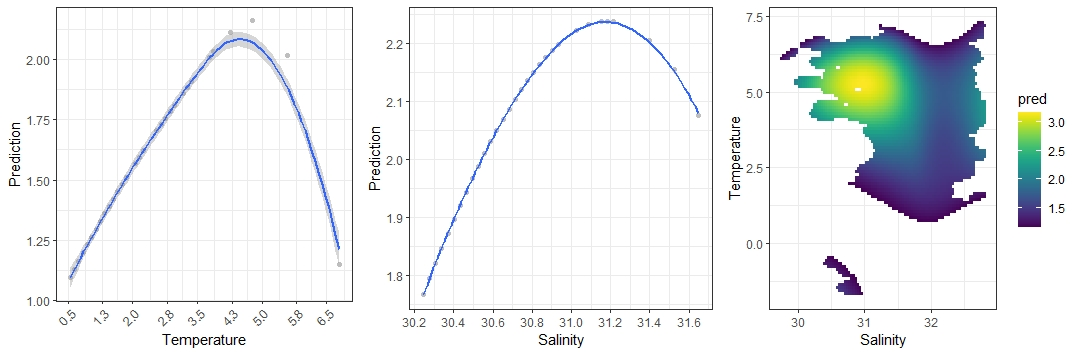 2.00
1.75
1.50
1.25
1.00
Prediction
0.5 1.3 2.0 2.8 3.5 4.3 5.0 5.8 6.5
Temperature
2.2
2.1
2.0
1.9
1.8
Prediction
30.2 30.4 30.6 30.8 31.0 31.2 31.4 31.6
Salinity
7.5
5.0
2.5
0.0
Temperature
30 31 32
Salinity
pred
3.0
2.5
2.0
1.5